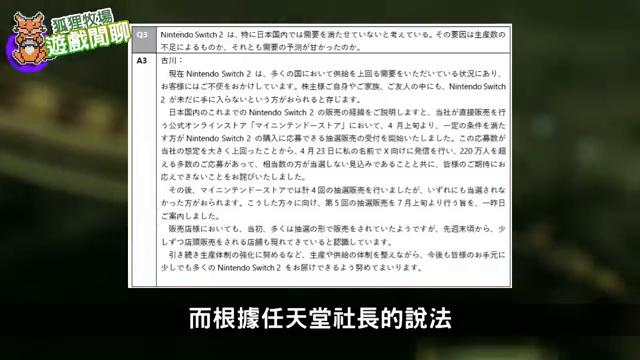 狐狸牧場
遊戲閒聊
Q3
Nintendo Switch 2 は、特に日本国内では需要を満たせていないと考えている。その要因は生産数の
不足によるものか、それとも需要の予測が甘かったのか。
A3
古川：
現在 Nintendo Switch 2 は、多くの国において供給を上回る需要をいただいている状況にあり、
お客様にはご不便をおかけしています。株主様ご自身やご家族、ご友人の中にも、Nintendo Switch
2 が未だに手に入らないという方がおられると存じます。
日本国内のこれまでの Nintendo Switch 2 の販売の経緯をご説明しますと、当社が直接販売を行
う公式オンラインストア「マイニンテンドーストア」において、4 月上旬より、一定の条件を満た
す方が Nintendo Switch 2 の購入に応募できる抽選販売の受付を開始いたしました。この応募数が
当社の想定を大きく上回ったことから、4 月 23 日に私の名前で X 向けに発信を行い、220 万人を超
える多数のご応募があって、相当数の方が当選しない見込みであることと共に、皆様のご期待にお
応えできないことをお詫びいたしました。
その後、マイニンテンドーストアでは計 4 回の抽選販売を行いましたが、いずれにも当選されな
かった方がおられます。こうした方々に向け、第 5 回の抽選販売を 7 月上旬より行う旨を、一昨日
ご案内しました。
販売店様においても、当初、多くは抽選の形で販売をされていたようですが、先週末頃から、少
しずつ店頭販売をされる店舗も現れてきていると認識しています。
引き続き生産体制の強化に努めるなど、生産や供給の体制を整えながら、今後も皆様のお手元に
少しでも多くの Nintendo Switch 2 をお届けできるよう努めてまいります。
而根據任天堂社長的說法